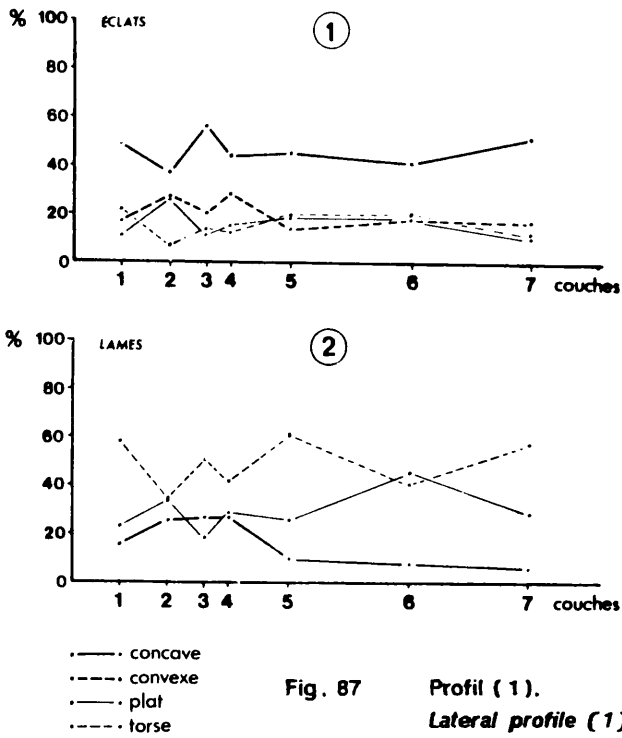 % 100 ÉCLATS 1
80
60
40
20
0
1 2 3 4 5 6 7 couches
% 100 LAMES 2
80
60
40
20
0
1 2 3 4 5 6 7 couches
concave
convexe
plat
torse
Fig. 87 Profil (1).
Lateral profile (1)